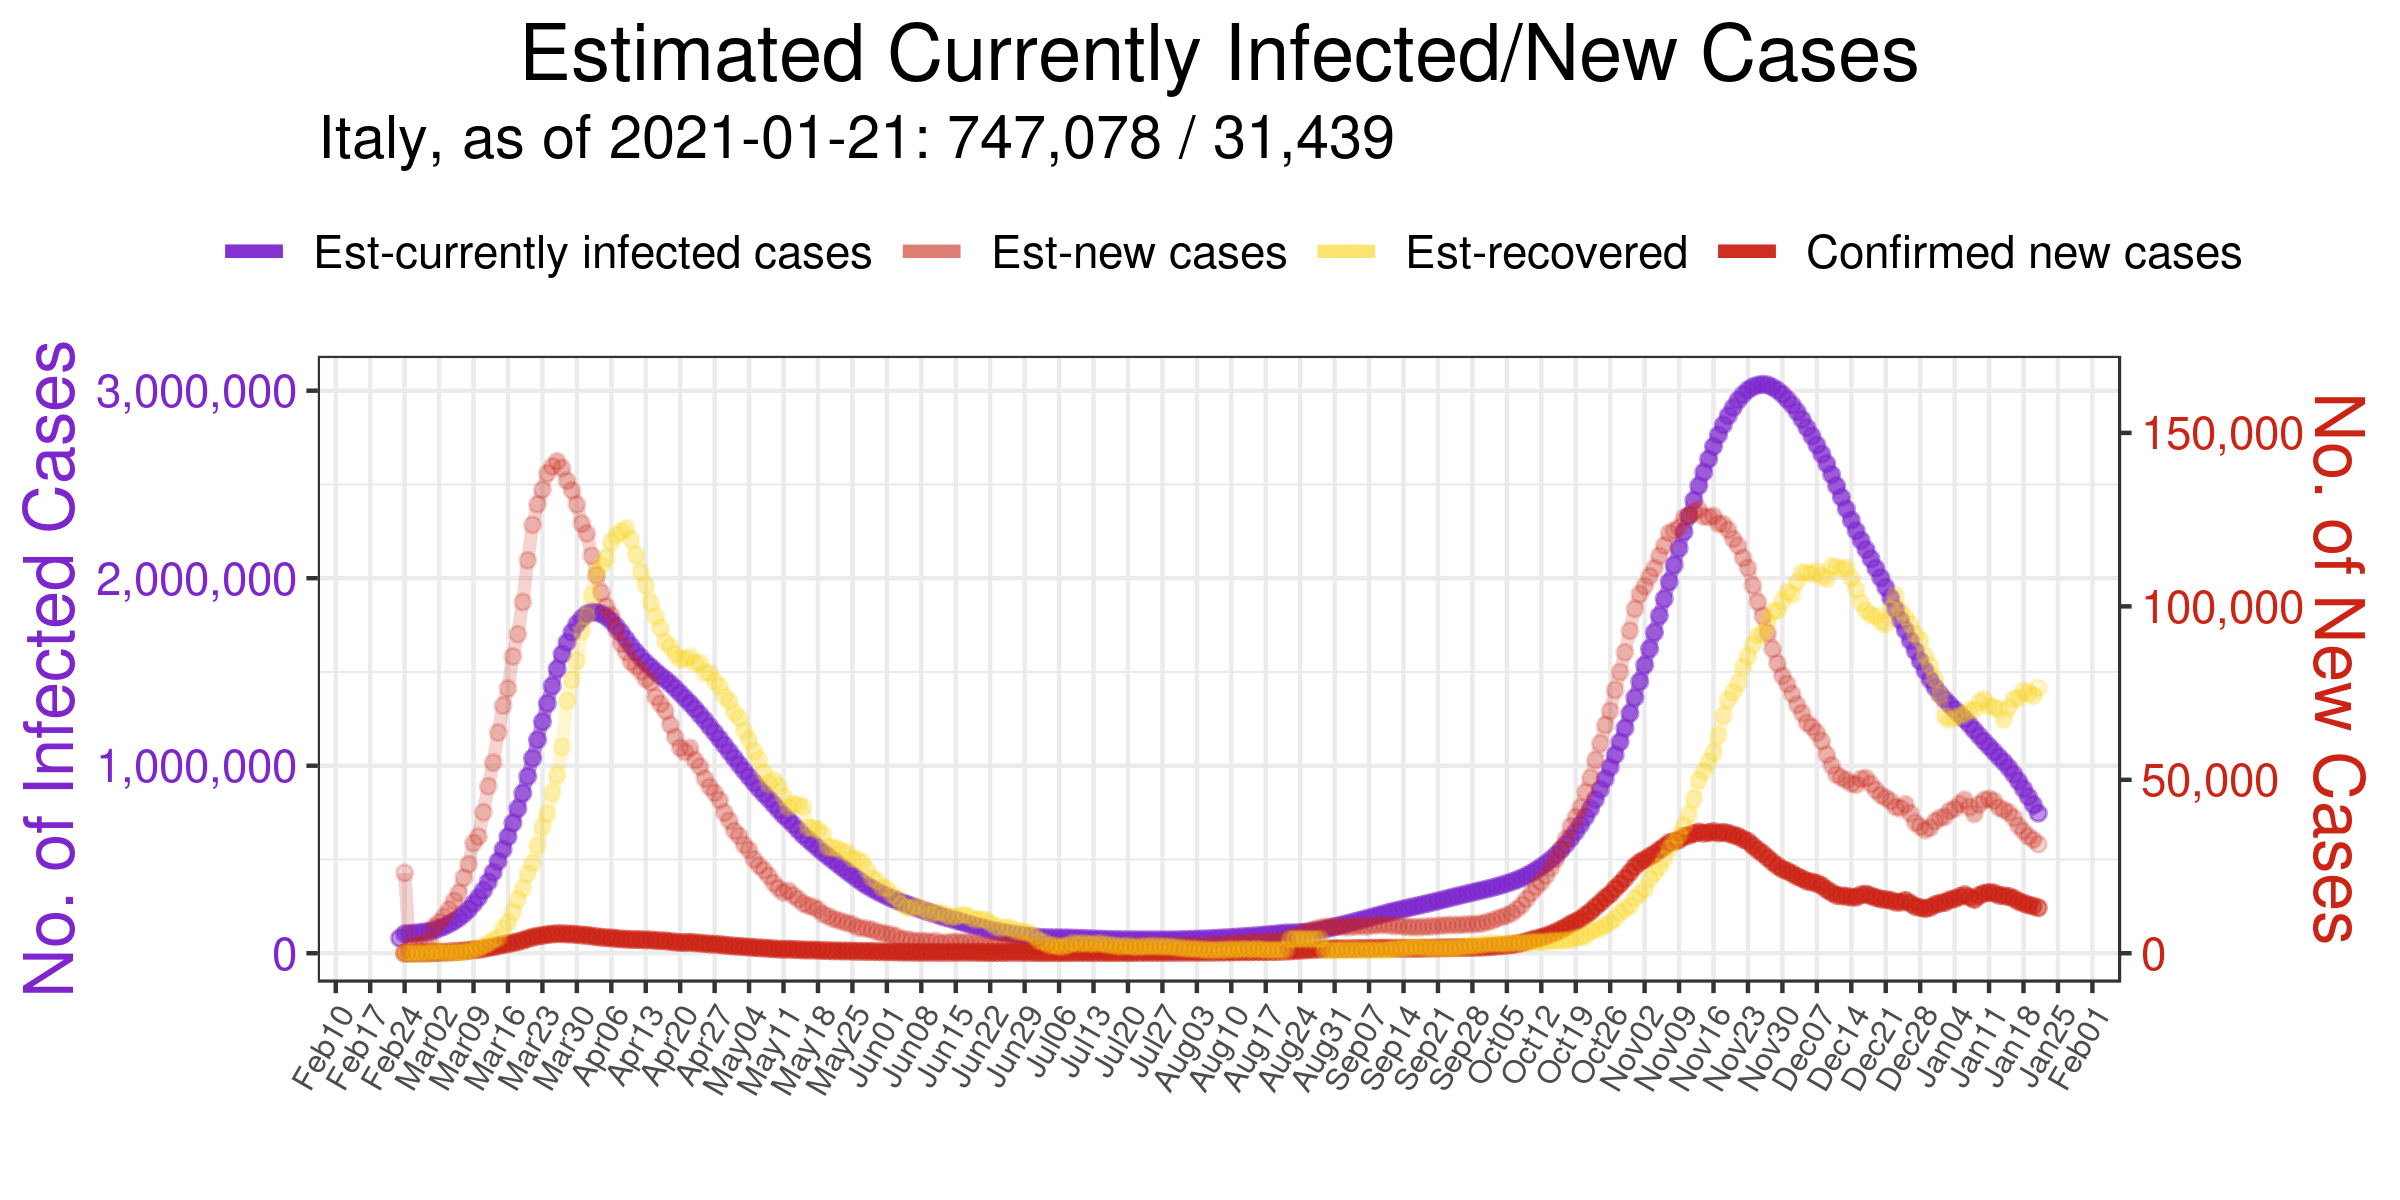 Estimated Currently Infected/New Cases
Italy, as of 2021-01-21: 747,078 / 31,439
Est-currently infected cases Est-new cases Est-recovered Confirmed new cases
No. of Infected Cases
3,000,000
2,000,000
1,000,000
0
150,000
100,000
50,000
0
No. of New Cases
Feb10 Feb17 Feb24 Mar02 Mar09 Mar16 Mar23 Mar30 Apr06 Apr13 Apr20 Apr27 May04 May11 May18 May25 Jun01 Jun08 Jun15 Jun22 Jun29 Jul06 Jul13 Jul20 Jul27 Aug03 Aug10 Aug17 Aug24 Aug31 Sep07 Sep14 Sep21 Sep28 Oct05 Oct12 Oct19 Oct26 Nov02 Nov09 Nov16 Nov23 Nov30 Dec07 Dec14 Dec21 Dec28 Jan04 Jan11 Jan18 Jan25 Feb01